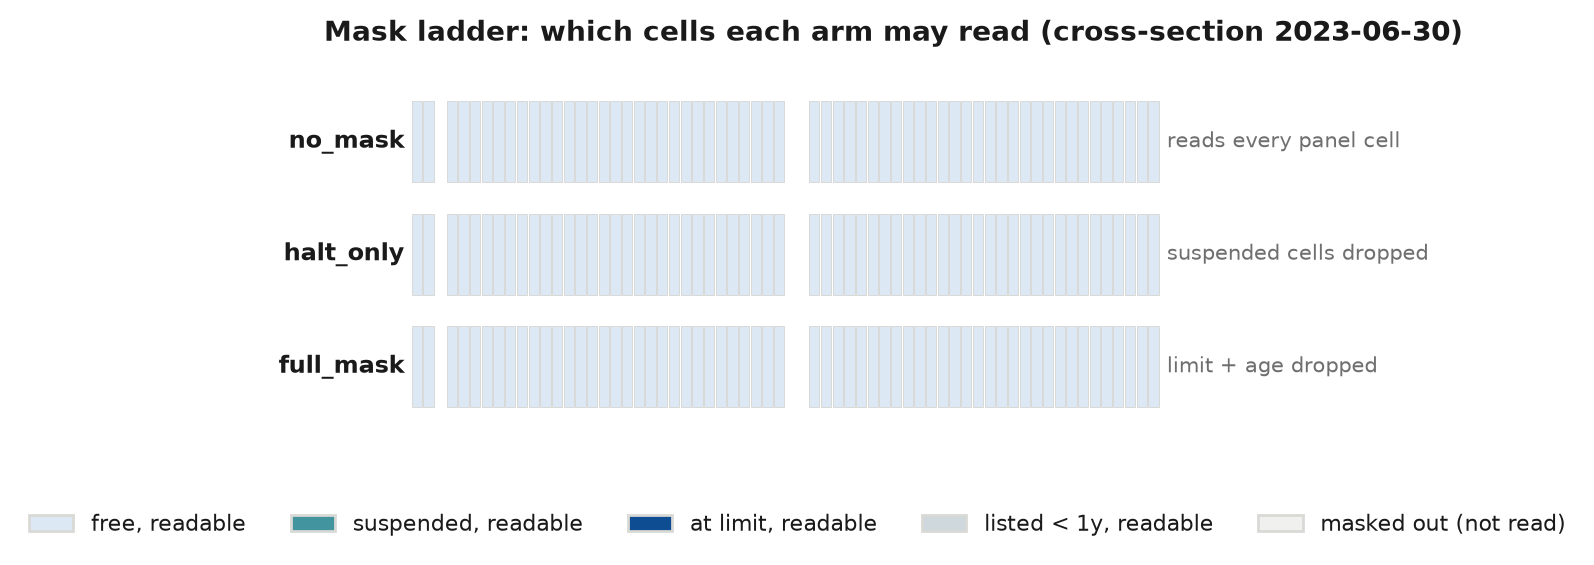 Mask ladder: which cells each arm may read (cross-section 2023-06-30)
no_mask
reads every panel cell
halt_only
suspended cells dropped
full_mask
limit + age dropped
free, readable
suspended, readable
at limit, readable
listed < 1y, readable
masked out (not read)